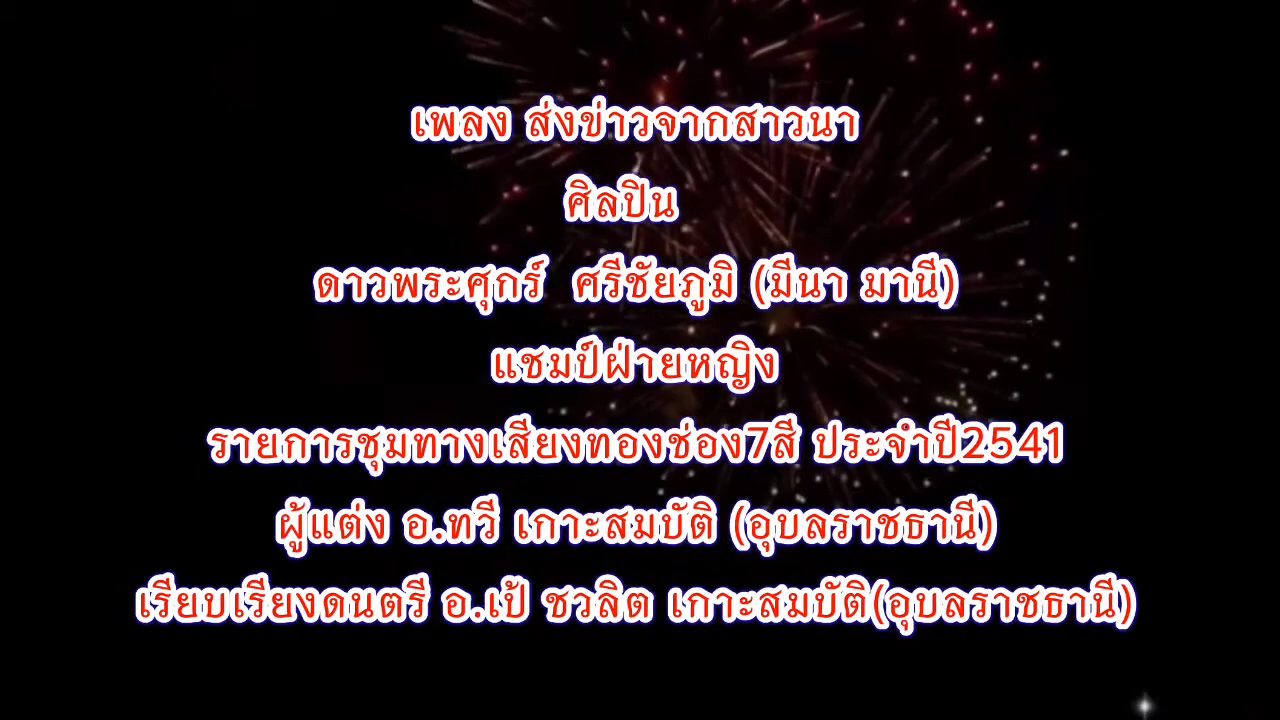 เพลง ส่งข่าวจากสาวนา
ศิลปิน
ดาวพระศุกร์ ศรีชัยภูมิ (มีนา มานี)
แชมป์ฝ่ายหญิง
รายการชุมทางเสียงทองช่อง7สี ประจำปี2541
ผู้แต่ง อ.ทวี เกาะสมบัติ (อุบลราชธานี)
เรียบเรียงดนตรี อ.เป้ ชวลิต เกาะสมบัติ(อุบลราชธานี)